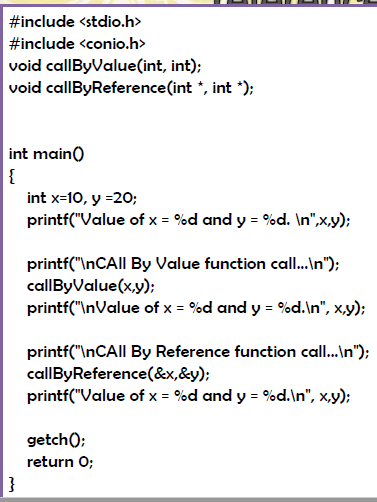 #include <stdio.h>
#include <conio.h>
void callByValue(int, int);
void callByReference(int *, int *);
int main()
{
int x=10, y =20;
printf("Value of x = %d and y = %d. \n",x,y);
printf("\nCAll By Value function call...\n");
callByValue(x,y);
printf("\nValue of x = %d and y = %d.\n", x,y);
printf("\nCAll By Reference function call...\n");
callByReference(&x,&y);
printf("Value of x = %d and y = %d.\n", x,y);
getch();
return 0;
}